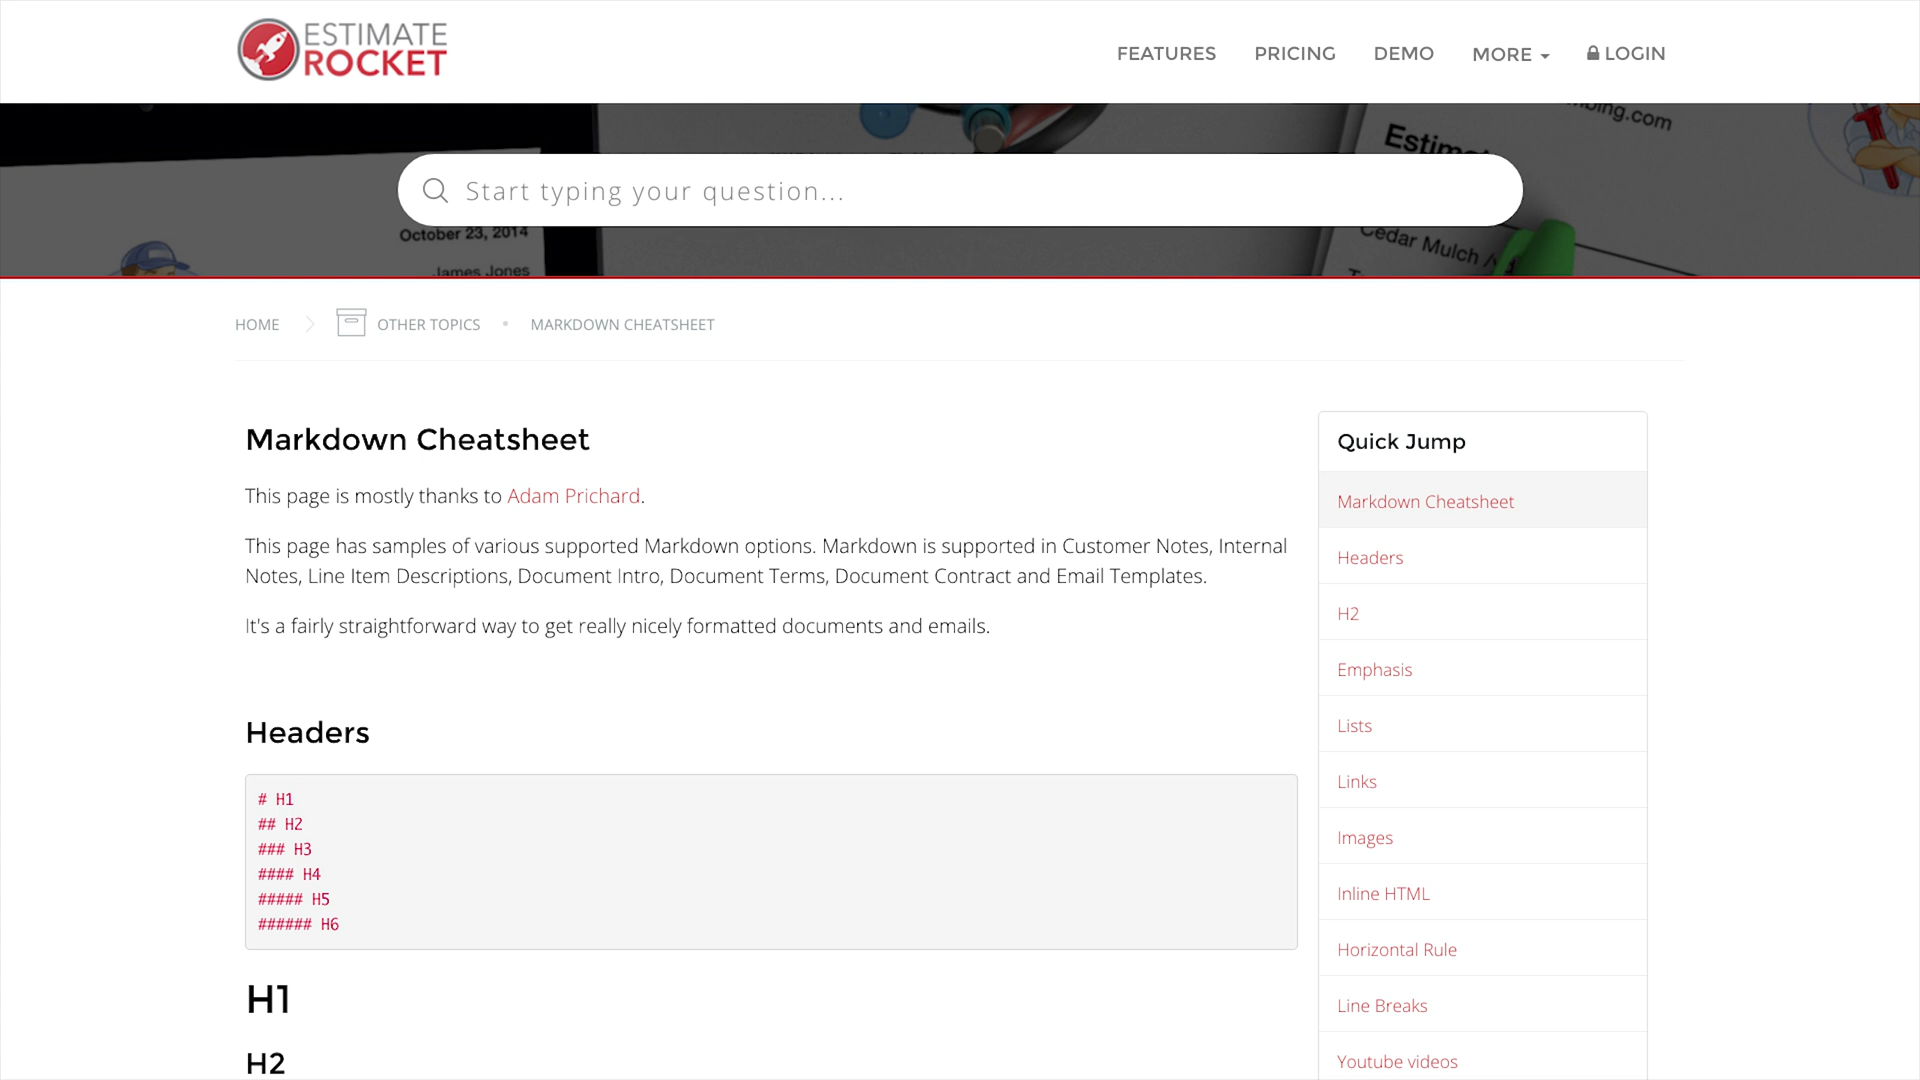 ESTIMATE
ROCKET
FEATURES PRICING DEMO MORE LOGIN
Start typing your question...
October 23, 2014
James Jones
Cedar Mulch
HOME OTHER TOPICS • MARKDOWN CHEATSHEET
Markdown Cheatsheet
This page is mostly thanks to Adam Prichard.
This page has samples of various supported Markdown options. Markdown is supported in Customer Notes, Internal
Notes, Line Item Descriptions, Document Intro, Document Terms, Document Contract and Email Templates.
It's a fairly straightforward way to get really nicely formatted documents and emails.
Headers
# H1
## H2
### H3
#### H4
##### H5
###### H6
H1
H2
Quick Jump
Markdown Cheatsheet
Headers
H2
Emphasis
Lists
Links
Images
Inline HTML
Horizontal Rule
Line Breaks
Youtube videos